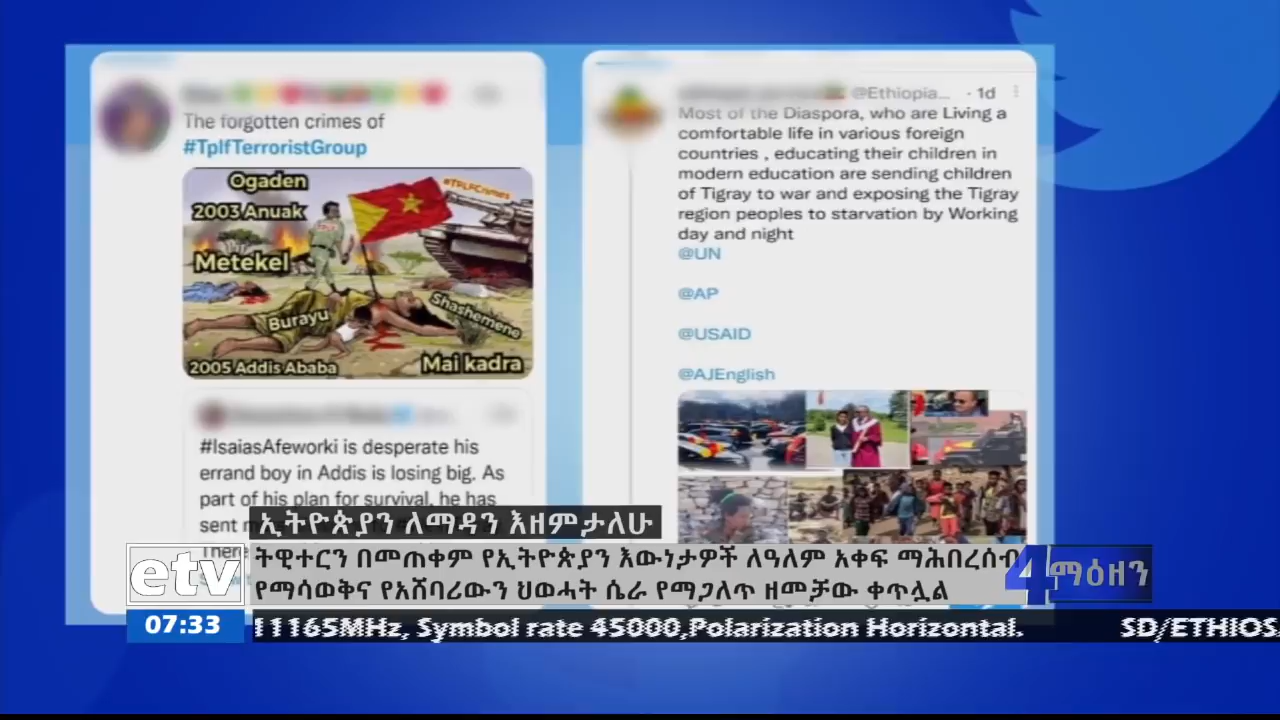 The forgotten crimes of
#TplfTerroristGroup
#TPLFCrimes
Ogaden
2003 Anuak
Metekel
Burayu
Shashemene
2005 Addis Ababa
Mai kadra
#IsaiasAfeworki is desperate his
errand boy in Addis is losing big. As
part of his plan for survival, he has
sent
There
@Ethiopia... · 1d
Most of the Diaspora, who are Living a
comfortable life in various foreign
countries , educating their children in
modern education are sending children
of Tigray to war and exposing the Tigray
region peoples to starvation by Working
day and night
@UN
@AP
@USAID
@AJEnglish
ኢትዮጵያን ለማዳን እዘምታለሁ
etv
ትዊተርን በመጠቀም የኢትዮጵያን እውነታዎች ለዓለም አቀፍ ማሕበረሰብ
የማሳወቅና የአሸባሪውን ህወሓት ሴራ የማጋለጥ ዘመቻው ቀጥሏል
4 ማዕዘን
07:33
11165MHz, Symbol rate 45000,Polarization Horizontal. SD/ETHIOS